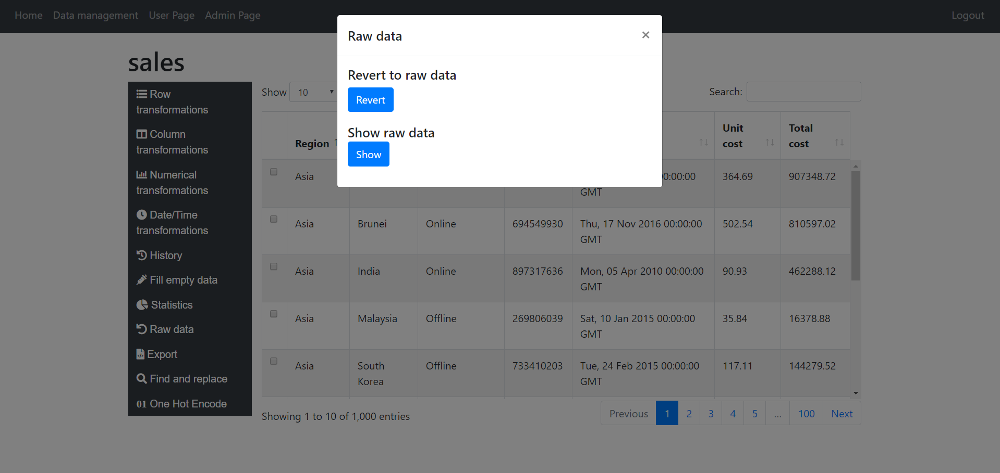 Home Data management User Page Admin Page Logout
Raw data ×
Revert to raw data
Revert
Show raw data
Show
sales
Row
transformations
Column
transformations
Numerical
transformations
Date/Time
transformations
History
Fill empty data
Statistics
Raw data
Export
Find and replace
01 One Hot Encode
Show 10 Search:
Region Unit cost Total cost
Asia 00:00 GMT 364.69 907348.72
Asia Brunei Online 694549930 Thu, 17 Nov 2016 00:00:00 GMT 502.54 810597.02
Asia India Online 897317636 Mon, 05 Apr 2010 00:00:00 GMT 90.93 462288.12
Asia Malaysia Offline 269806039 Sat, 10 Jan 2015 00:00:00 GMT 35.84 16378.88
Asia South Korea Offline 733410203 Tue, 24 Feb 2015 00:00:00 GMT 117.11 144279.52
Showing 1 to 10 of 1,000 entries
Previous 1 2 3 4 5 ... 100 Next